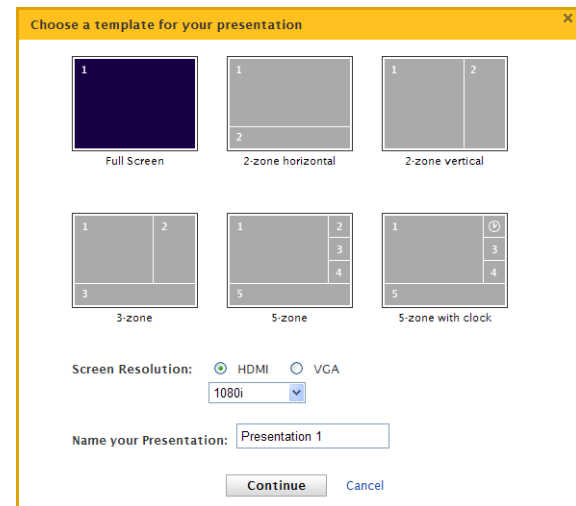 Choose a template for your presentation
×
1
1
2
1 2
Full Screen
2-zone horizontal
2-zone vertical
1 2
3
1 2
3
4
5
1
3
4
5
3-zone
5-zone
5-zone with clock
Screen Resolution: HDMI VGA
1080i
Name your Presentation: Presentation 1
Continue Cancel